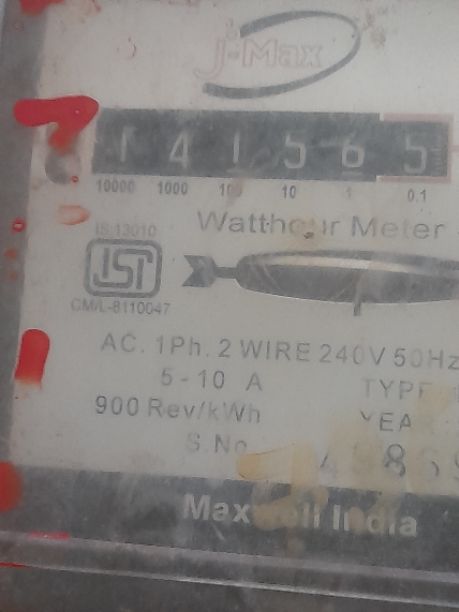 J-Max
1 4 1 5 6 5
10000 1000 100 10 1 0.1
Watthour Meter
IS:13010
ISI
CM/L-8110047
AC. 1Ph. 2 WIRE 240V 50Hz
5-10 A TYPE
900 Rev/kWh YEA
S.No
Maxwell India